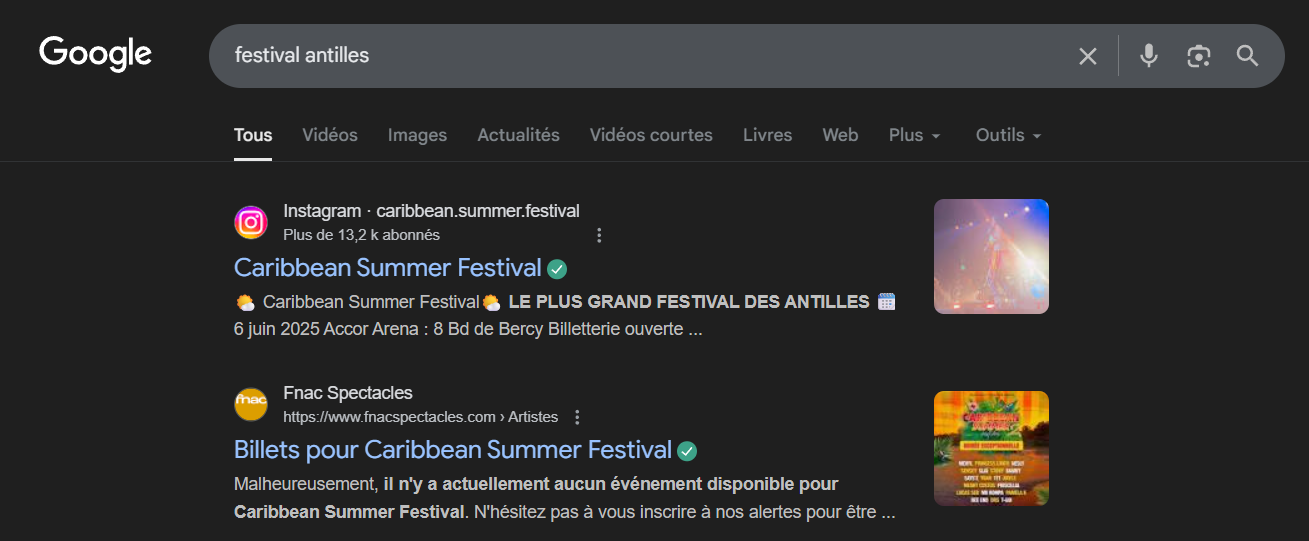 Google
festival antilles
Tous Vidéos Images Actualités Vidéos courtes Livres Web Plus Outils
Instagram · caribbean.summer.festival
Plus de 13,2 k abonnés
Caribbean Summer Festival
Caribbean Summer Festival LE PLUS GRAND FESTIVAL DES ANTILLES
6 juin 2025 Accor Arena : 8 Bd de Bercy Billetterie ouverte ...
fnac
Fnac Spectacles
https://www.fnacspectacles.com › Artistes
Billets pour Caribbean Summer Festival
Malheureusement, il n'y a actuellement aucun événement disponible pour
Caribbean Summer Festival. N'hésitez pas à vous inscrire à nos alertes pour être ...